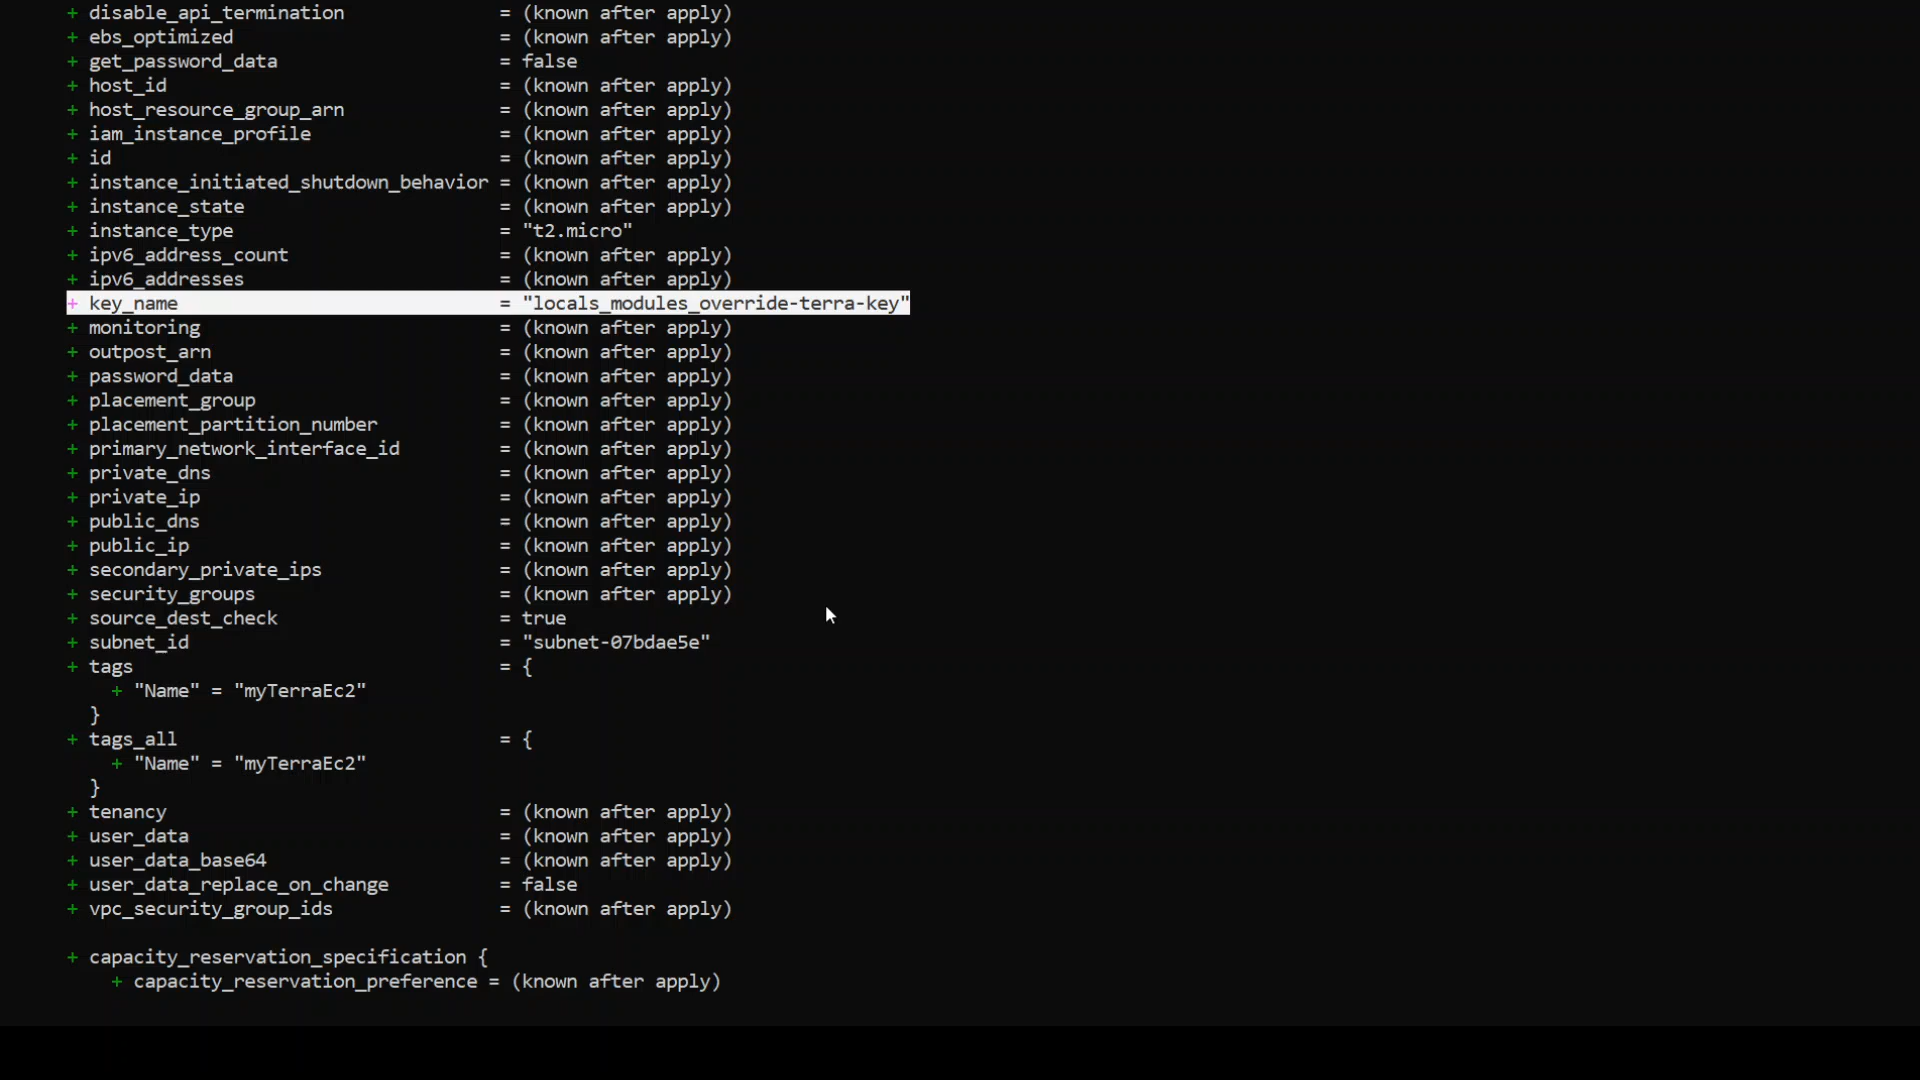 + disable_api_termination = (known after apply)
+ ebs_optimized = (known after apply)
+ get_password_data = false
+ host_id = (known after apply)
+ host_resource_group_arn = (known after apply)
+ iam_instance_profile = (known after apply)
+ id = (known after apply)
+ instance_initiated_shutdown_behavior = (known after apply)
+ instance_state = (known after apply)
+ instance_type = "t2.micro"
+ ipv6_address_count = (known after apply)
+ ipv6_addresses = (known after apply)
+ key_name = "locals_modules_override-terra-key"
+ monitoring = (known after apply)
+ outpost_arn = (known after apply)
+ password_data = (known after apply)
+ placement_group = (known after apply)
+ placement_partition_number = (known after apply)
+ primary_network_interface_id = (known after apply)
+ private_dns = (known after apply)
+ private_ip = (known after apply)
+ public_dns = (known after apply)
+ public_ip = (known after apply)
+ secondary_private_ips = (known after apply)
+ security_groups = (known after apply)
+ source_dest_check = true
+ subnet_id = "subnet-07bdae5e"
+ tags = {
+ "Name" = "myTerraEc2"
}
+ tags_all = {
+ "Name" = "myTerraEc2"
}
+ tenancy = (known after apply)
+ user_data = (known after apply)
+ user_data_base64 = (known after apply)
+ user_data_replace_on_change = false
+ vpc_security_group_ids = (known after apply)
+ capacity_reservation_specification {
+ capacity_reservation_preference = (known after apply)